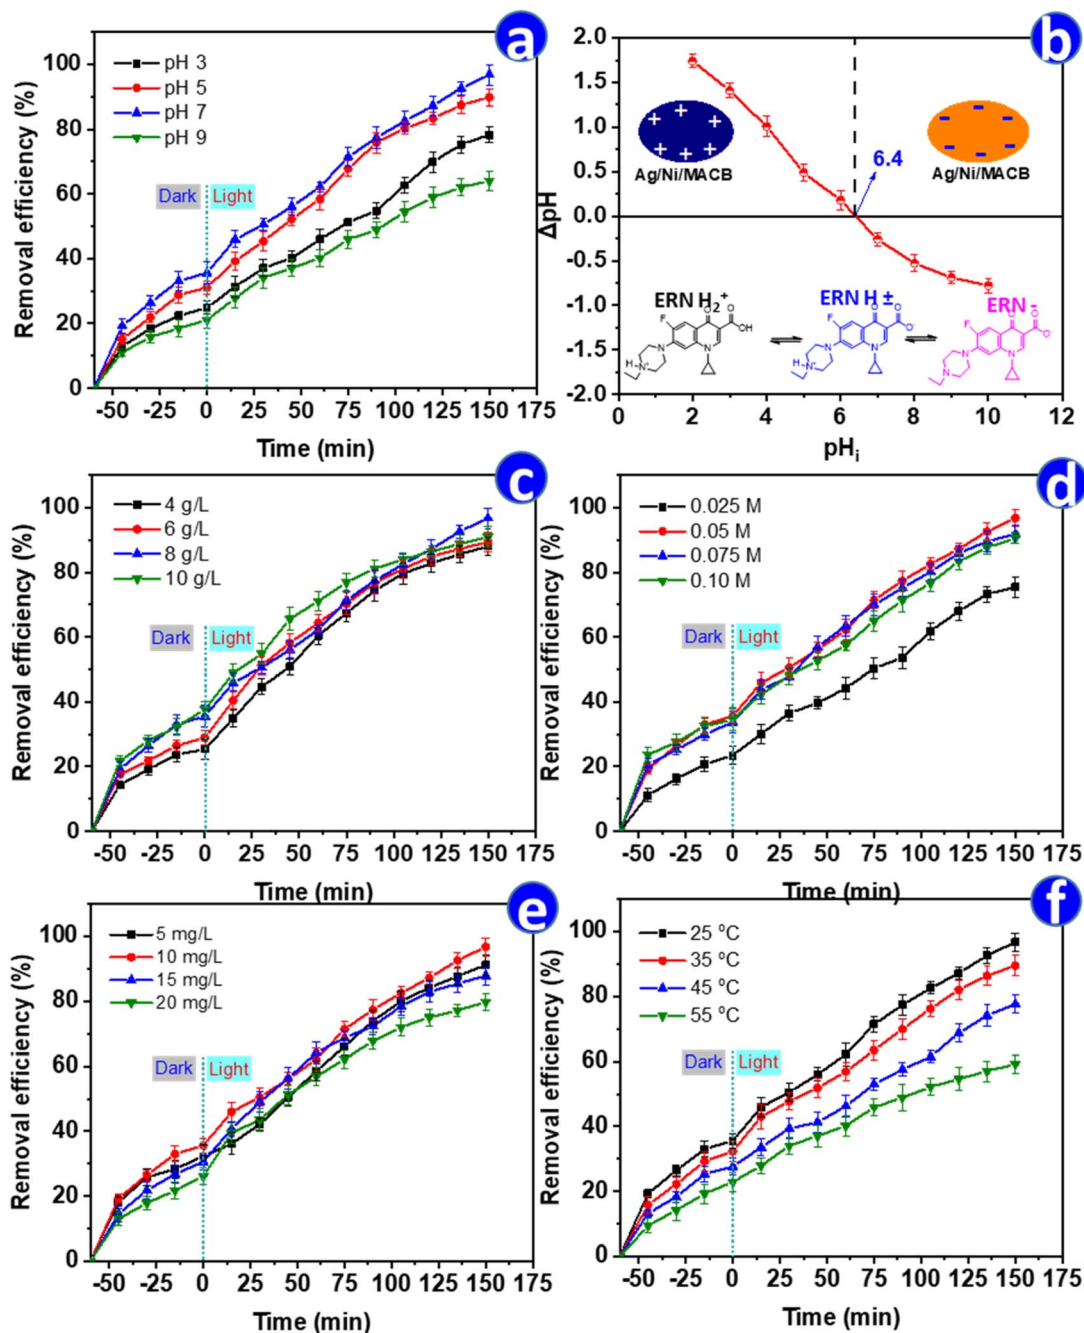 a
Removal efficiency (%)
100
80
60
40
20
0
pH 3
pH 5
pH 7
pH 9
Dark
Light
-50 -25 0 25 50 75 100 125 150 175
Time (min)
b
ΔpH
2.0
1.5
1.0
0.5
0.0
-0.5
-1.0
-1.5
-2.0
+ + + + + +
Ag/Ni/MACB
- - - - - -
Ag/Ni/MACB
6.4
ERN H₂⁺
ERN H ±
ERN -
O O
F
OH
N N
H N⁺
O O
F
O⁻
N N
H N⁺
O O
F
O⁻
N N
N
0 2 4 6 8 10 12
pHᵢ
c
Removal efficiency (%)
100
80
60
40
20
0
4 g/L
6 g/L
8 g/L
10 g/L
Dark
Light
-50 -25 0 25 50 75 100 125 150 175
Time (min)
d
Removal efficiency (%)
100
80
60
40
20
0
0.025 M
0.05 M
0.075 M
0.10 M
Dark
Light
-50 -25 0 25 50 75 100 125 150 175
Time (min)
e
Removal efficiency (%)
100
80
60
40
20
0
5 mg/L
10 mg/L
15 mg/L
20 mg/L
Dark
Light
-50 -25 0 25 50 75 100 125 150 175
Time (min)
f
Removal efficiency (%)
100
80
60
40
20
0
25 ⁰C
35 ⁰C
45 ⁰C
55 ⁰C
Dark
Light
-50 -25 0 25 50 75 100 125 150 175
Time (min)